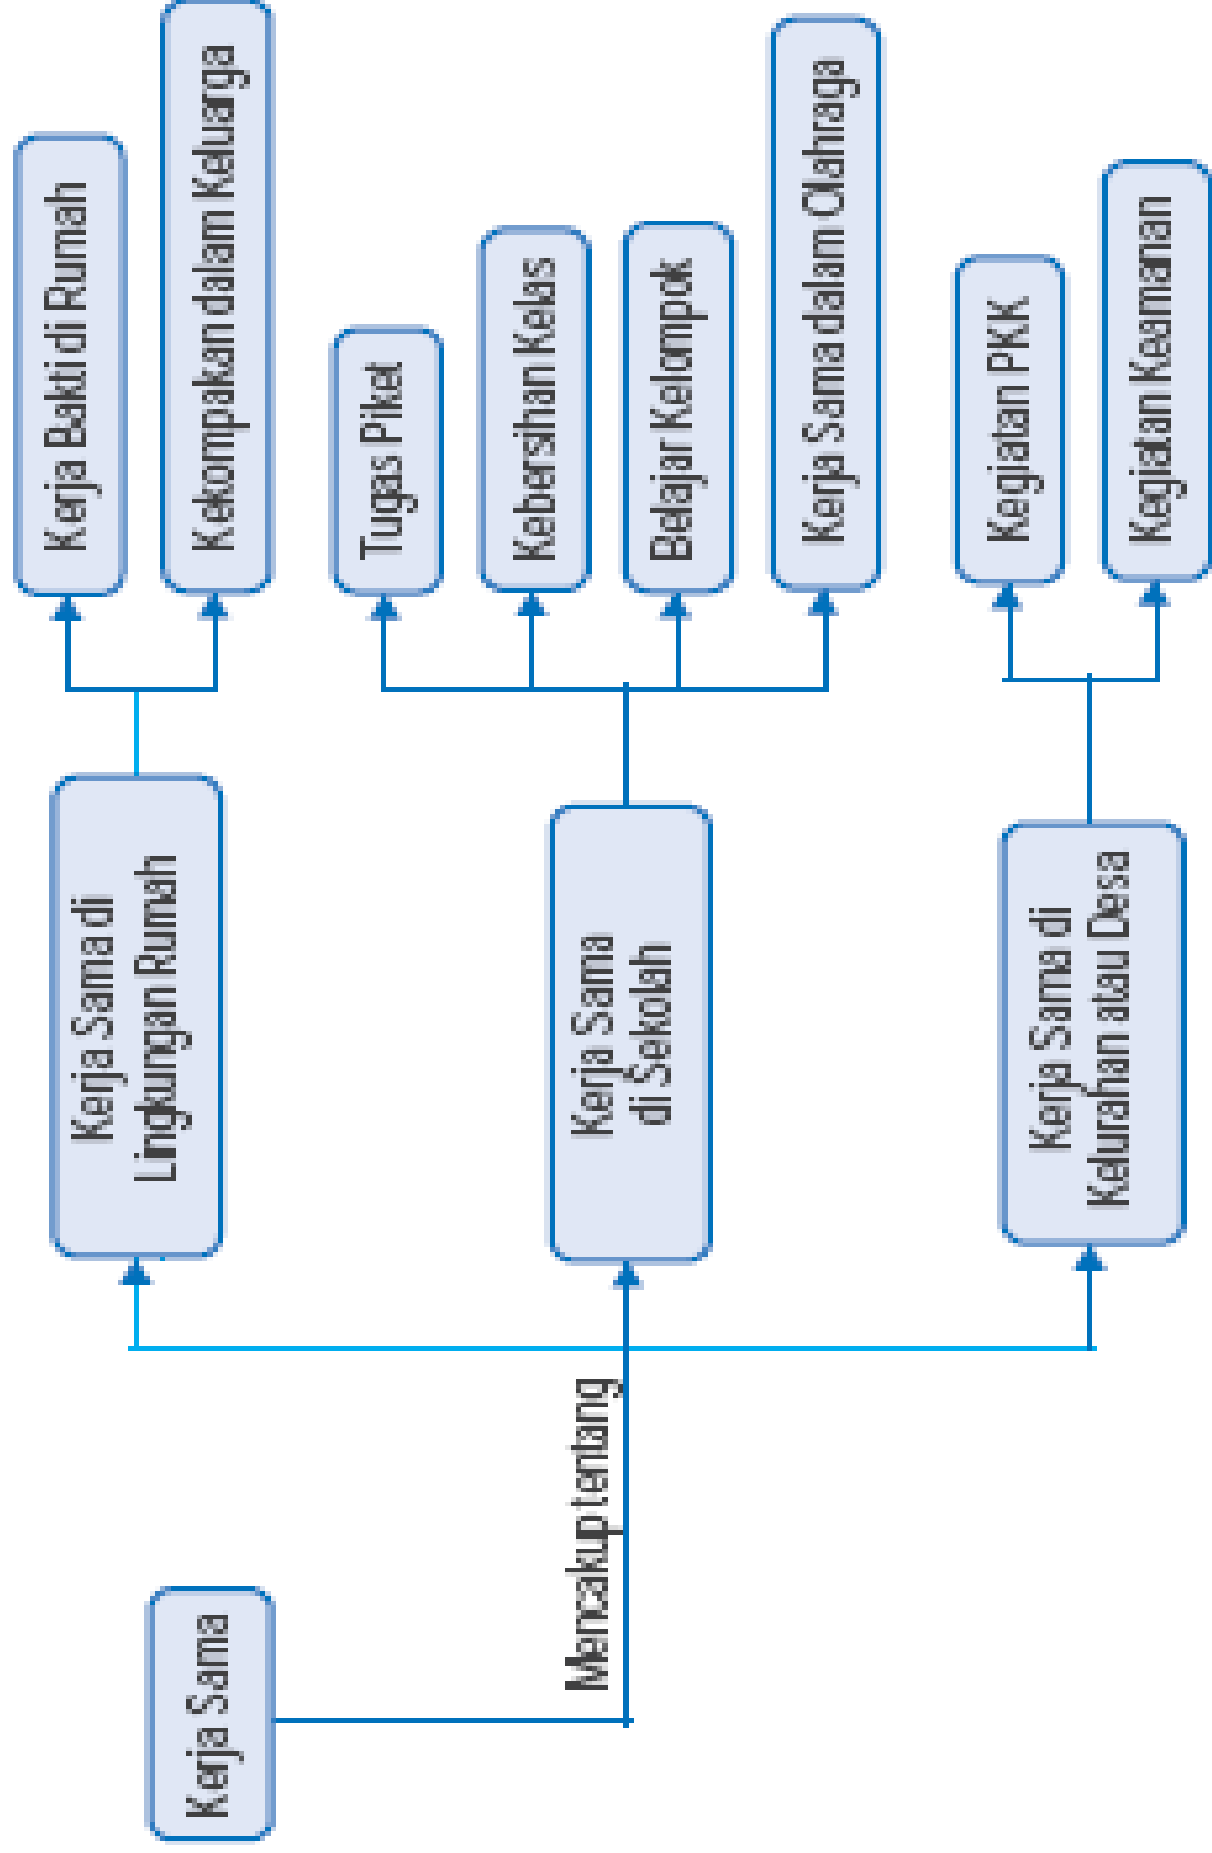 Kerja Sama
Mencakup tentang
Kerja Sama di
Lingkungan Rumah
Kerja Bakti di Rumah
Kekompakan dalam Keluarga
Kerja Sama
di Sekolah
Tugas Piket
Kebersihan Kelas
Belajar Kelompok
Kerja Sama dalam Olahraga
Kerja Sama di
Kelurahan atau Desa
Kegiatan PKK
Kegiatan Keamanan